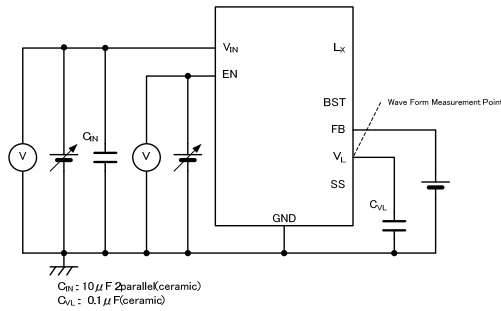 VIN
LX
EN
BST
Wave Form Measurement Point
FB
CIN
V
V
VL
SS
CVL
GND
CIN : 10μF 2parallel(ceramic)
CVL : 0.1μF(ceramic)